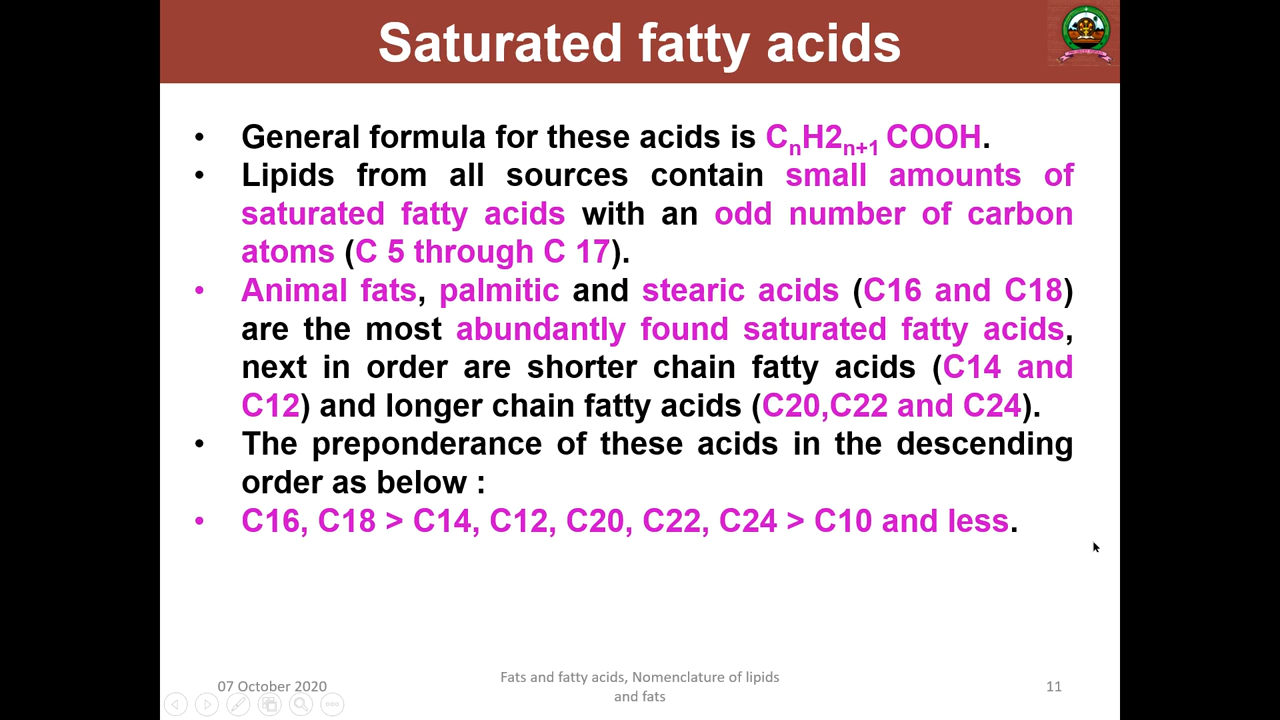 Saturated fatty acids
• General formula for these acids is CₙH2ₙ₊₁ COOH.
• Lipids from all sources contain small amounts of
saturated fatty acids with an odd number of carbon
atoms (C 5 through C 17).
• Animal fats, palmitic and stearic acids (C16 and C18)
are the most abundantly found saturated fatty acids,
next in order are shorter chain fatty acids (C14 and
C12) and longer chain fatty acids (C20,C22 and C24).
• The preponderance of these acids in the descending
order as below :
• C16, C18 > C14, C12, C20, C22, C24 > C10 and less.
07 October 2020
Fats and fatty acids, Nomenclature of lipids
and fats
11